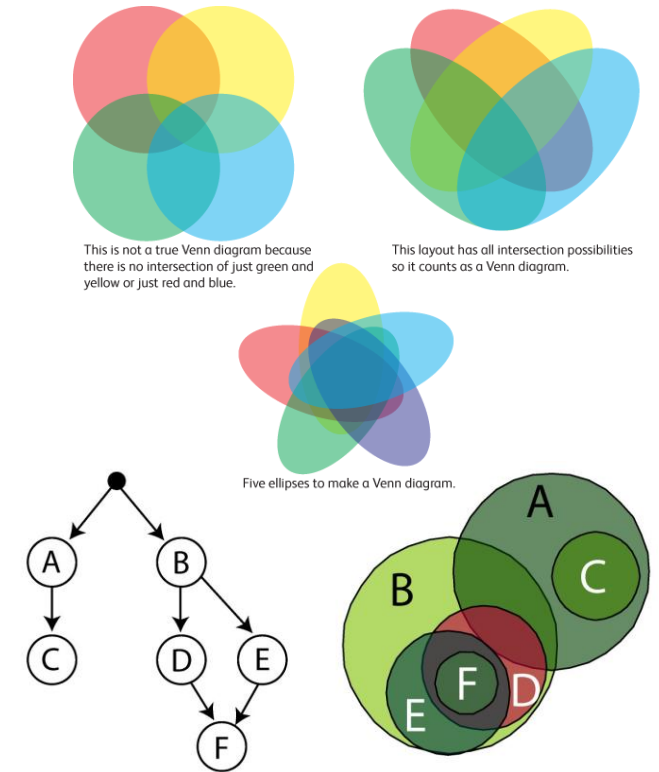 This is not a true Venn diagram because
there is no intersection of just green and
yellow or just red and blue.
This layout has all intersection possibilities
so it counts as a Venn diagram.
Five ellipses to make a Venn diagram.
A
B
C
D
E
F
A
B
C
F
D
E